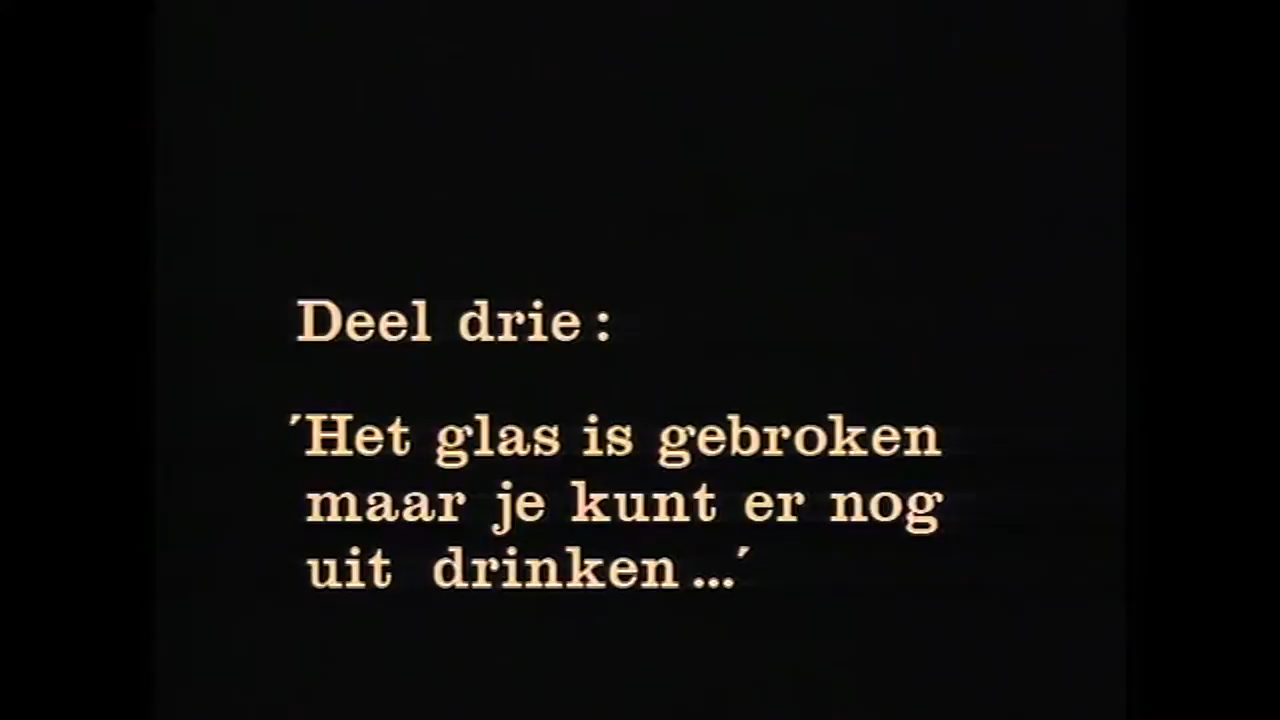 Deel drie:
'Het glas is gebroken
maar je kunt er nog
uit drinken...'